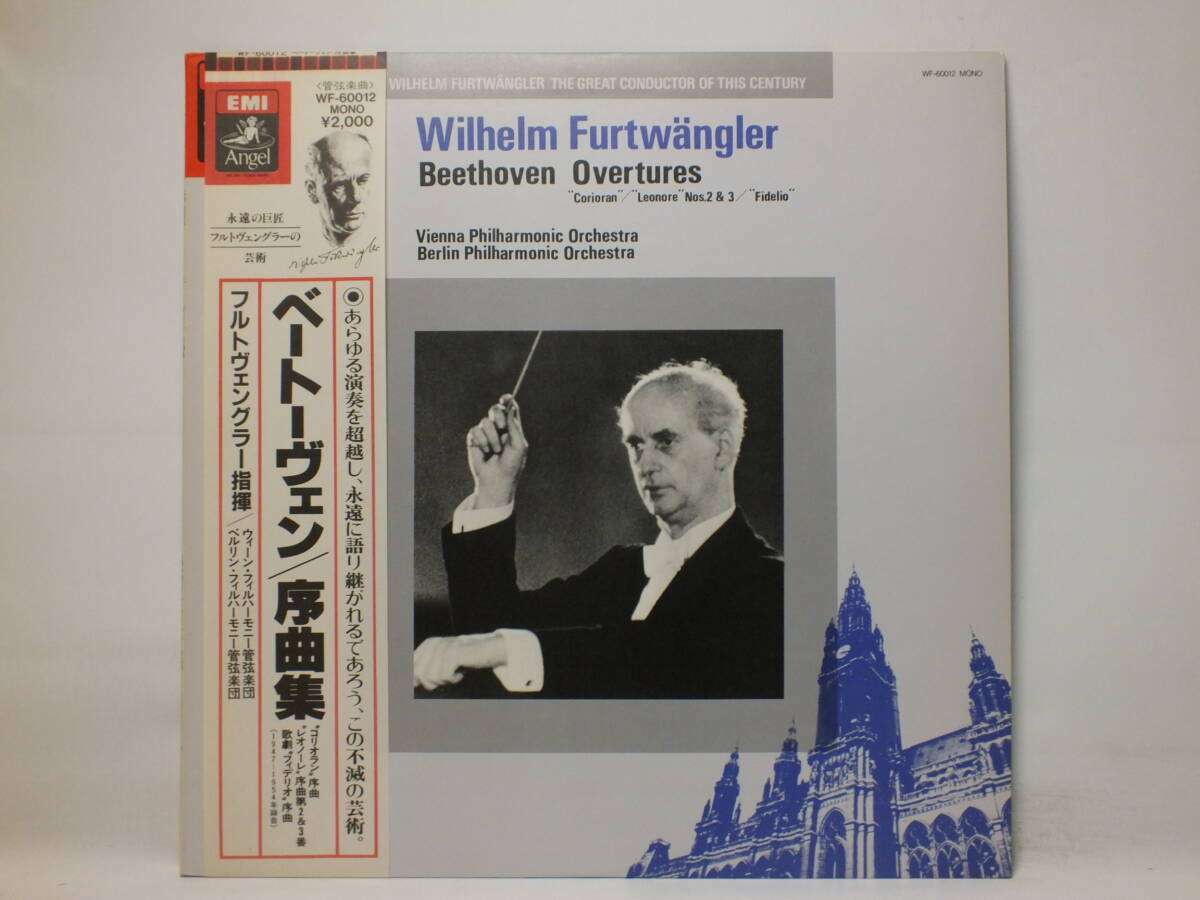 EMI
Angel
〈管弦楽曲〉
WF-60012
MONO
¥2,000
永遠の巨匠
フルトヴェングラーの
芸術
●あらゆる演奏を超越し、永遠に語り継がれるであろう、この不滅の芸術。
ベートーヴェン/序曲集
“コリオラン”序曲
“レオノーレ”序曲第2&3番
歌劇“フィデリオ”序曲
(1947~1954年録音)
フルトヴェングラー指揮/
ウィーン・フィルハーモニー管弦楽団
ベルリン・フィルハーモニー管弦楽団
WILHELM FURTWÄNGLER THE GREAT CONDUCTOR OF THIS CENTURY
WF-60012 MONO
Wilhelm Furtwängler
Beethoven Overtures
"Corioran"/"Leonore" Nos.2 & 3/"Fidelio"
Vienna Philharmonic Orchestra
Berlin Philharmonic Orchestra